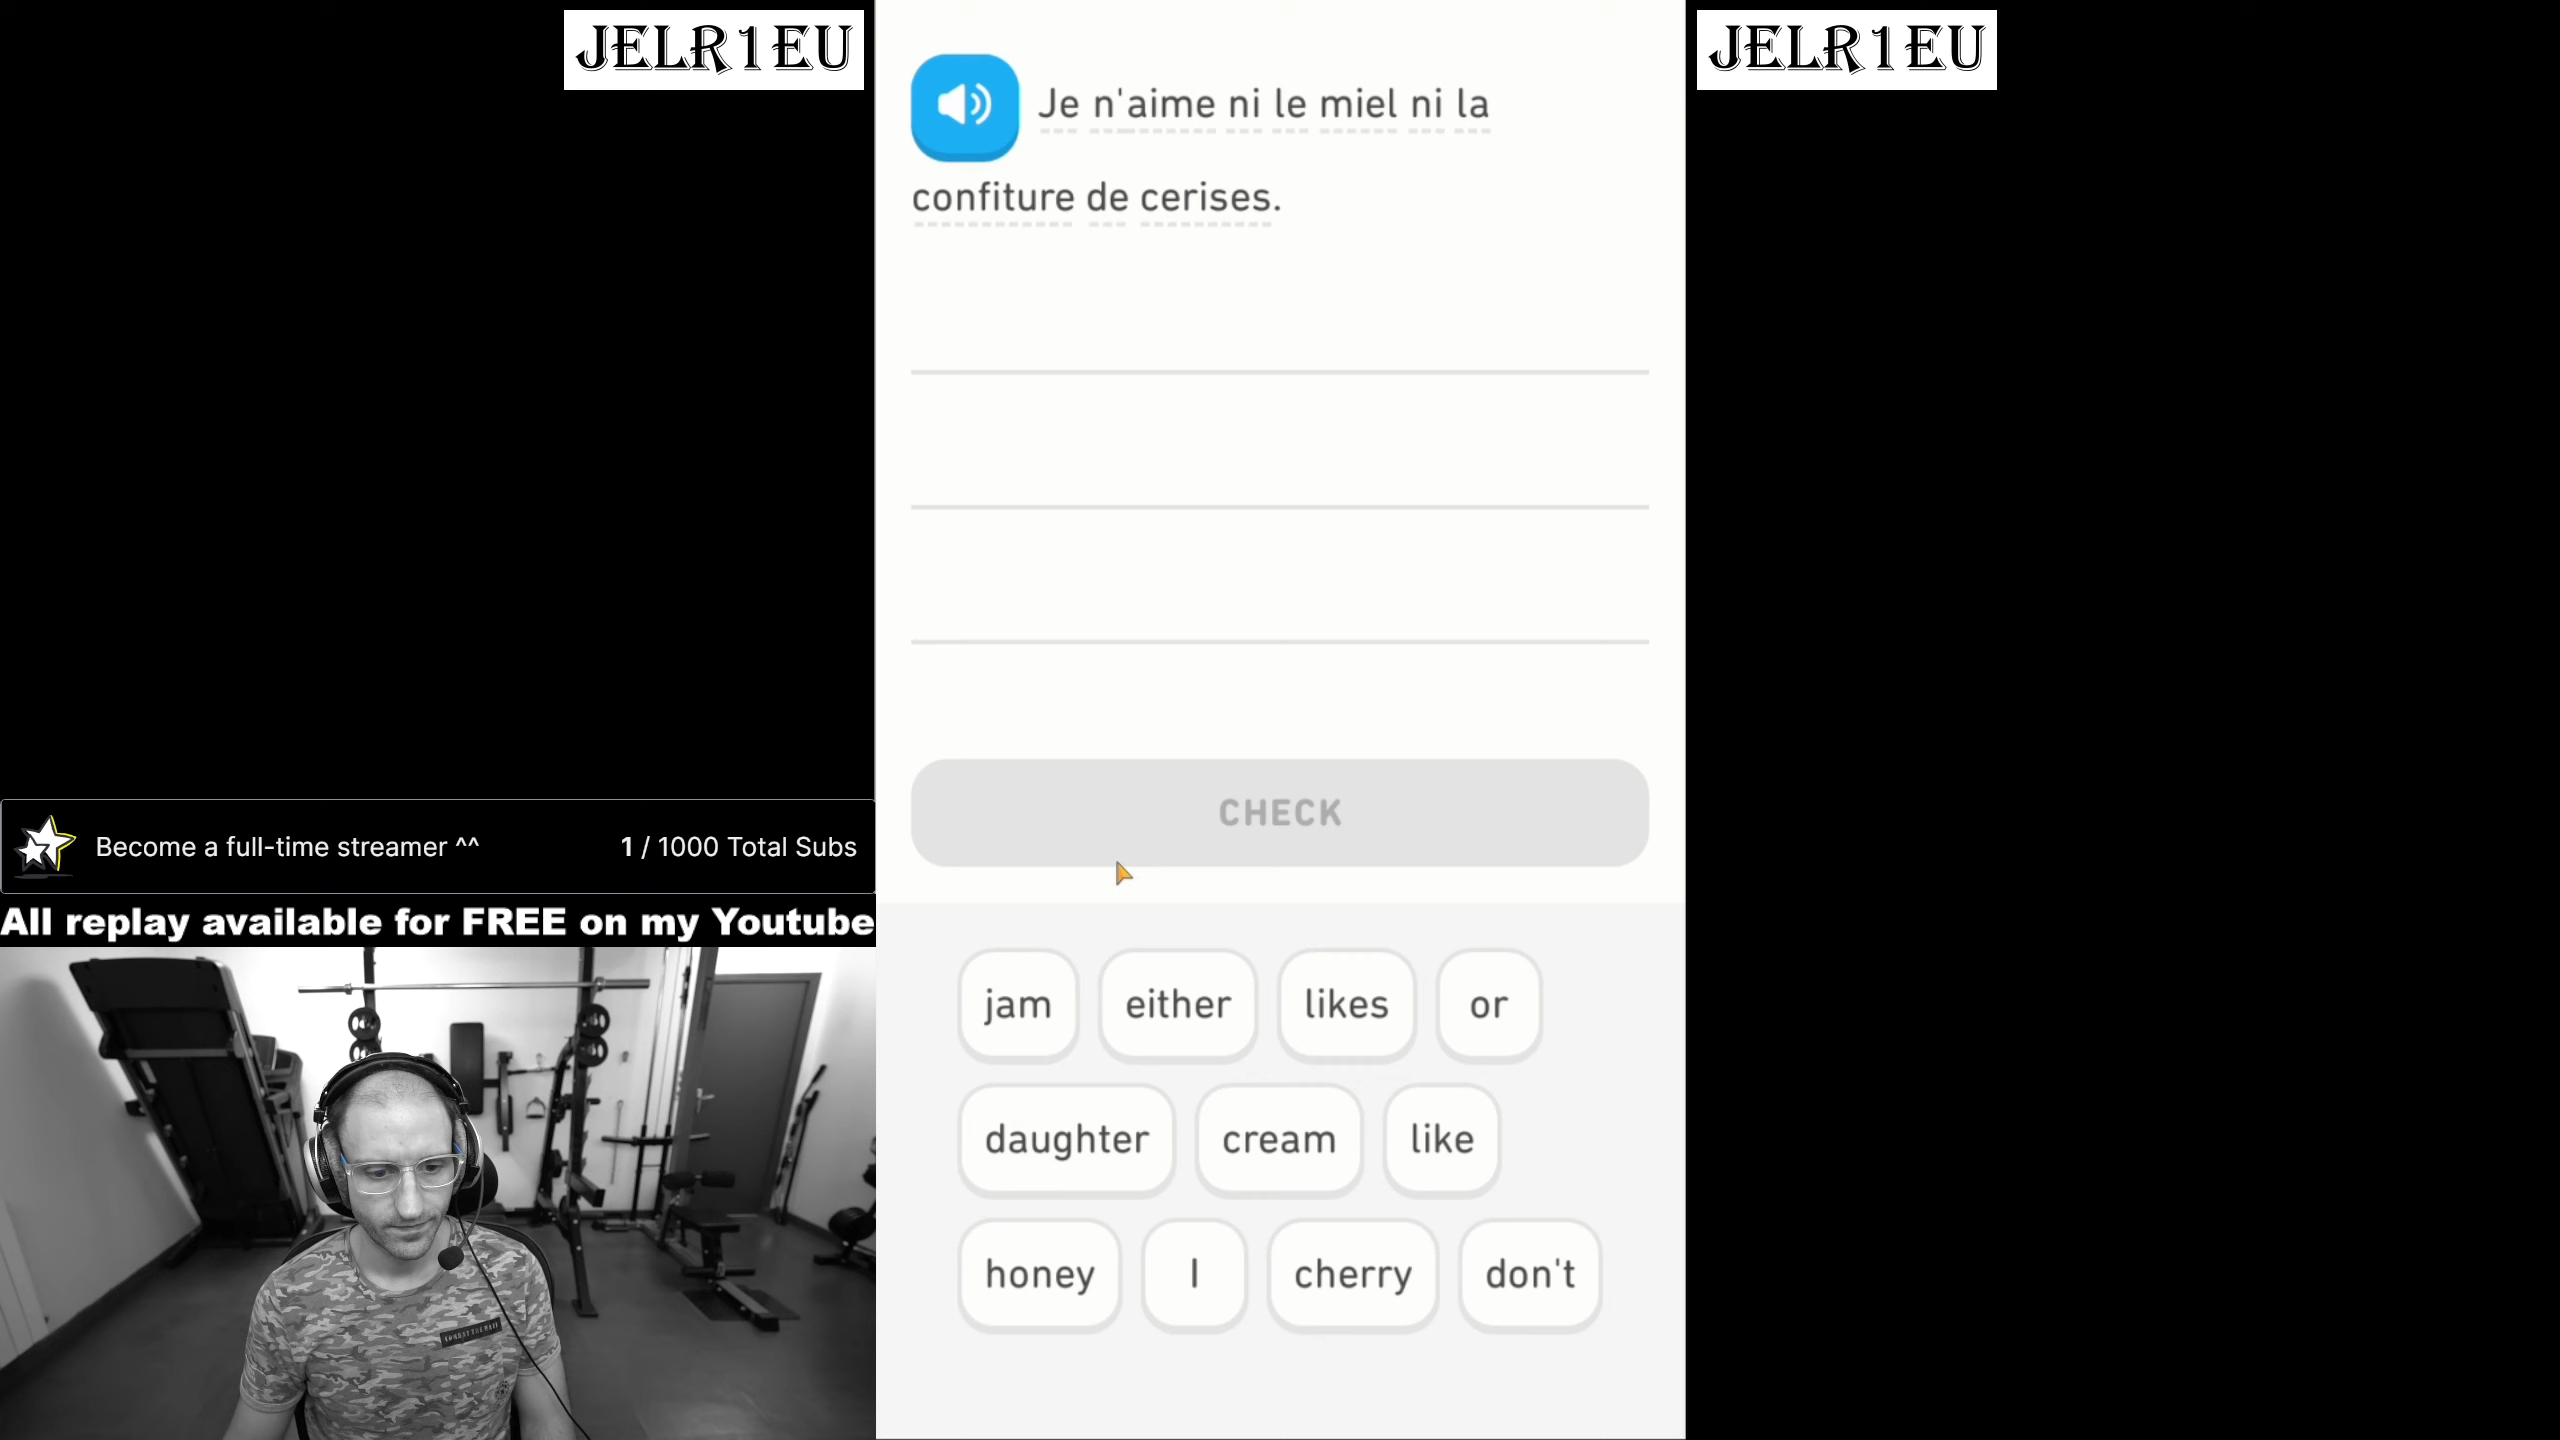 JELR1EU
JELR1EU
Je n'aime ni le miel ni la
confiture de cerises.
CHECK
Become a full-time streamer ^^ 1 / 1000 Total Subs
All replay available for FREE on my Youtube
jam either likes or
daughter cream like
honey I cherry don't